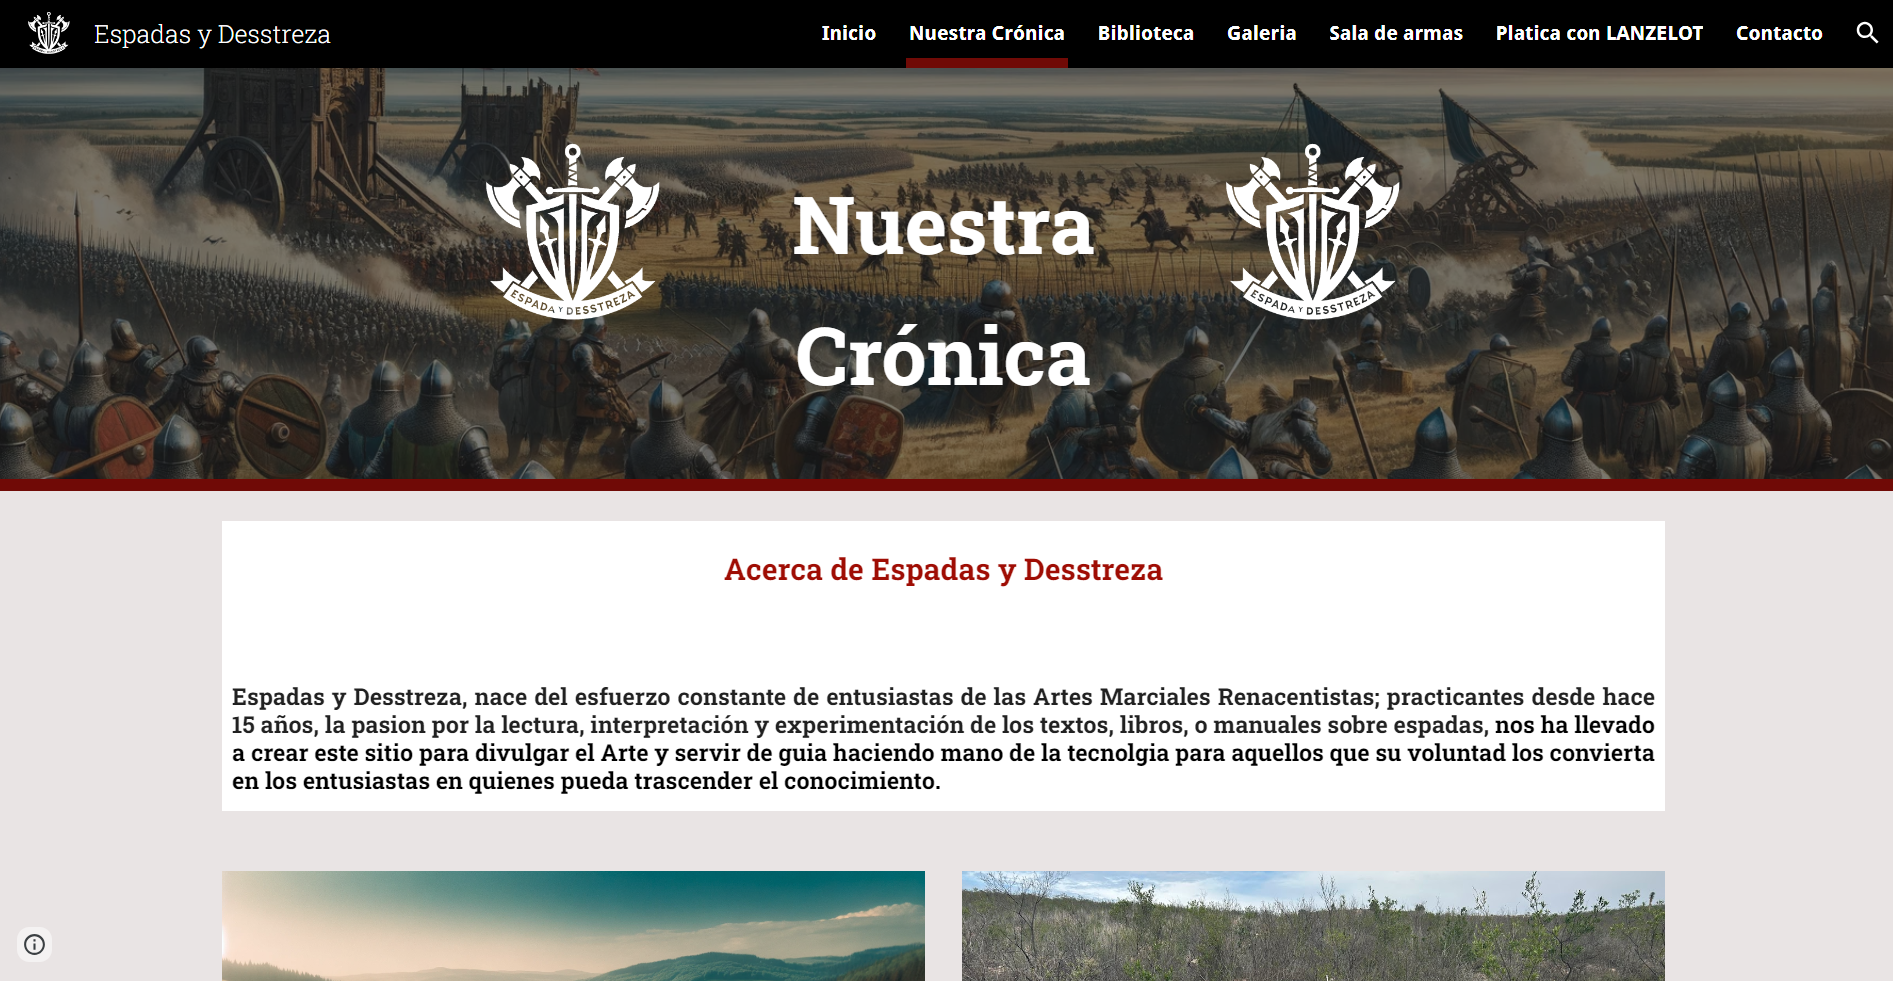 Espadas y Desstreza
Inicio
Nuestra Crónica
Biblioteca
Galeria
Sala de armas
Platica con LANZELOT
Contacto
ESPADA Y DESSTREZA
Nuestra
Crónica
ESPADA Y DESSTREZA
Acerca de Espadas y Desstreza
Espadas y Desstreza, nace del esfuerzo constante de entusiastas de las Artes Marciales Renacentistas; practicantes desde hace
15 años, la pasion por la lectura, interpretación y experimentación de los textos, libros, o manuales sobre espadas, nos ha llevado
a crear este sitio para divulgar el Arte y servir de guia haciendo mano de la tecnolgia para aquellos que su voluntad los convierta
en los entusiastas en quienes pueda trascender el conocimiento.